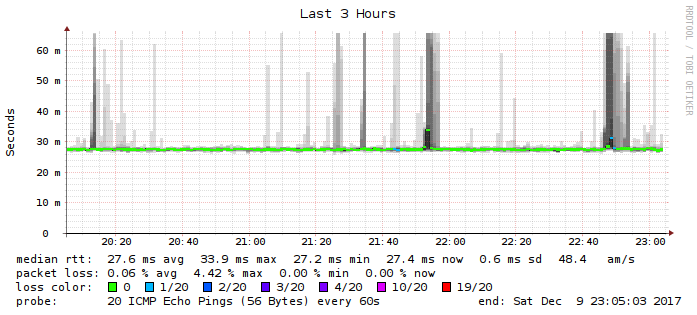 Last 3 Hours
RRDTOOL / TOBI OETIKER
Seconds
60 m
50 m
40 m
30 m
20 m
10 m
0
20:20 20:40 21:00 21:20 21:40 22:00 22:20 22:40 23:00
median rtt: 27.6 ms avg 33.9 ms max 27.2 ms min 27.4 ms now 0.6 ms sd 48.4 am/s
packet loss: 0.06 % avg 4.42 % max 0.00 % min 0.00 % now
loss color: 0 1/20 2/20 3/20 4/20 10/20 19/20
probe: 20 ICMP Echo Pings (56 Bytes) every 60s end: Sat Dec 9 23:05:03 2017